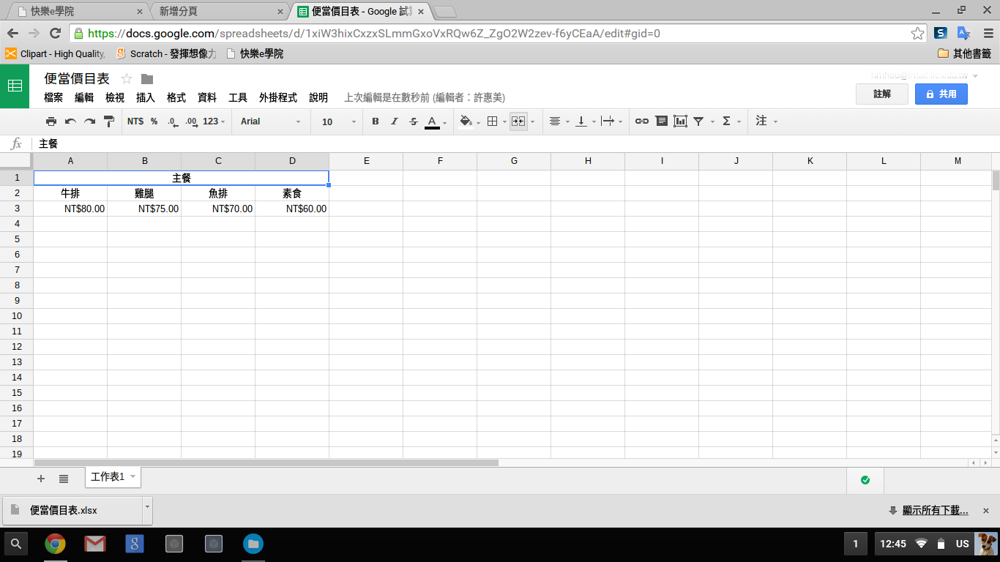 快樂e學院
新增分頁
便當價目表 - Google 試
https://docs.google.com/spreadsheets/d/1xiW3hixCxzxSLmmGxoVxRQw6Z_ZgO2W2zev-f6yCEaA/edit#gid=0
Clipart - High Quality,
Scratch - 發揮想像力
快樂e學院
其他書籤
便當價目表
檔案 編輯 檢視 插入 格式 資料 工具 外掛程式 說明 上次編輯是在數秒前 (編輯者：許惠美)
註解
共用
NT$ % .0 .00 123 Arial 10 B I S A Σ 注
fx 主餐
A B C D E F G H I J K L M
1 主餐
2 牛排 雞腿 魚排 素食
3 NT$80.00 NT$75.00 NT$70.00 NT$60.00
4
5
6
7
8
9
10
11
12
13
14
15
16
17
18
19
工作表1
便當價目表.xlsx
顯示所有下載...
1 12:45 US